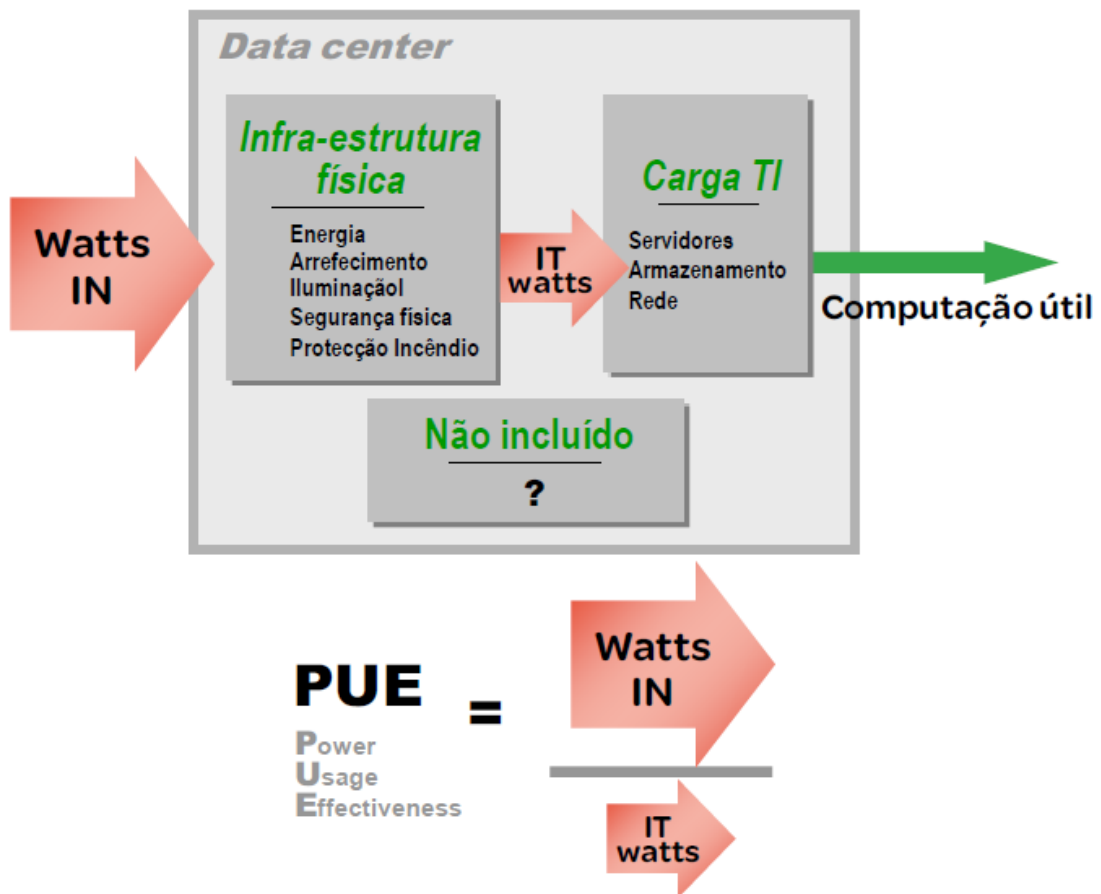 Data center
Infra-estrutura
física
Energia
Arrefecimento
Iluminaçãol
Segurança física
Protecção Incêndio
Carga TI
Servidores
Armazenamento
Rede
Watts
IN
IT
watts
Computação útil
Não incluído
?
PUE
=
Power
Usage
Effectiveness
Watts
IN
IT
watts